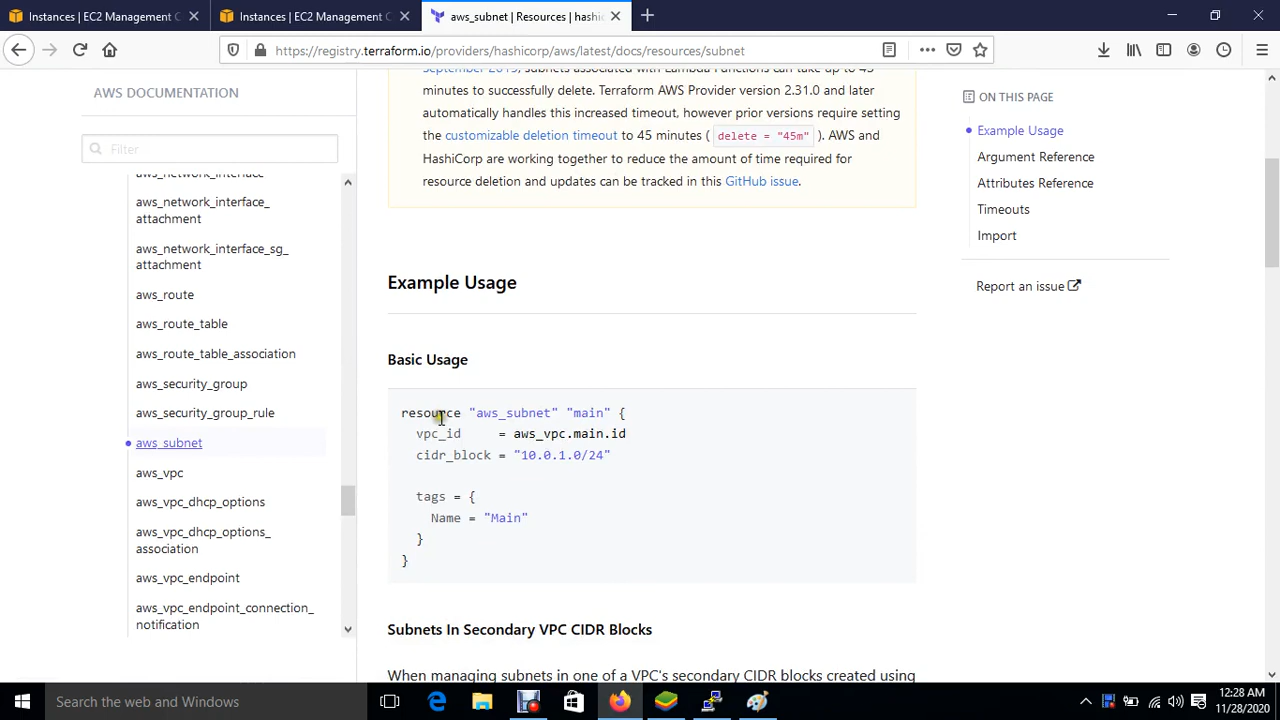 Instances | EC2 Management C
Instances | EC2 Management C
aws_subnet | Resources | hashic
https://registry.terraform.io/providers/hashicorp/aws/latest/docs/resources/subnet
AWS DOCUMENTATION
Filter
aws_network_interface
aws_network_interface_
attachment
aws_network_interface_sg_
attachment
aws_route
aws_route_table
aws_route_table_association
aws_security_group
aws_security_group_rule
aws_subnet
aws_vpc
aws_vpc_dhcp_options
aws_vpc_dhcp_options_
association
aws_vpc_endpoint
aws_vpc_endpoint_connection_
notification
September 2019, subnets associated with Lambda Functions can take up to 45
minutes to successfully delete. Terraform AWS Provider version 2.31.0 and later
automatically handles this increased timeout, however prior versions require setting
the customizable deletion timeout to 45 minutes ( delete = "45m" ). AWS and
HashiCorp are working together to reduce the amount of time required for
resource deletion and updates can be tracked in this GitHub issue.
Example Usage
Basic Usage
resource "aws_subnet" "main" {
vpc_id = aws_vpc.main.id
cidr_block = "10.0.1.0/24"
tags = {
Name = "Main"
}
}
Subnets In Secondary VPC CIDR Blocks
When managing subnets in one of a VPC's secondary CIDR blocks created using
ON THIS PAGE
Example Usage
Argument Reference
Attributes Reference
Timeouts
Import
Report an issue
Search the web and Windows
12:28 AM
11/28/2020